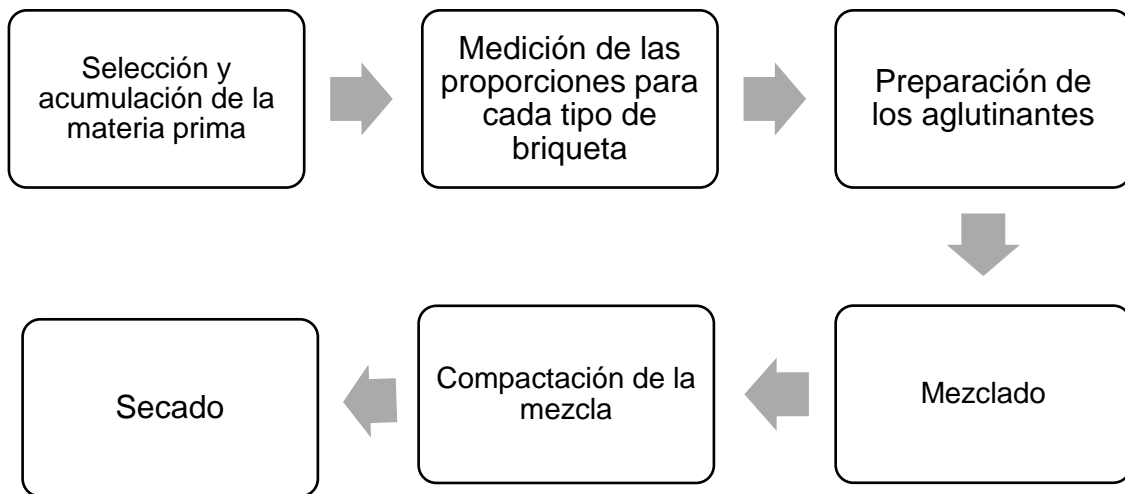 Selección y
acumulación de la
materia prima
Medición de las
proporciones para
cada tipo de
briqueta
Preparación de
los aglutinantes
Mezclado
Compactación de la
mezcla
Secado